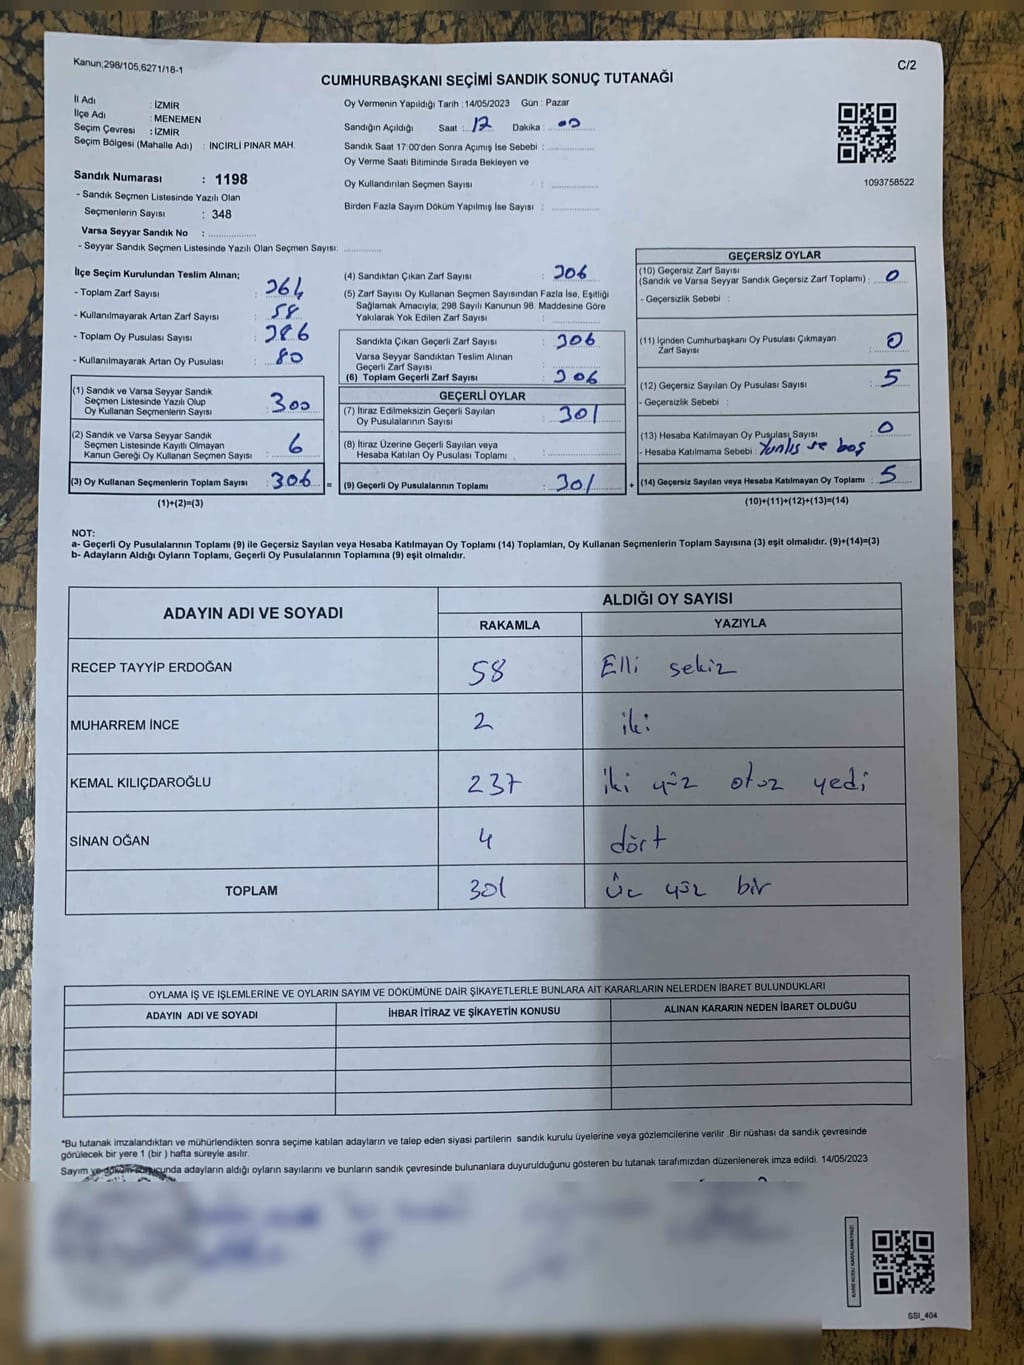 Kanun;298/105,6271/18-1
C/2
CUMHURBAŞKANI SEÇİMİ SANDIK SONUÇ TUTANAĞI
İl Adı : İZMİR
İlçe Adı : MENEMEN
Seçim Çevresi : İZMİR
Seçim Bölgesi (Mahalle Adı) : İNCİRLİ PINAR MAH.
Sandık Numarası : 1198
- Sandık Seçmen Listesinde Yazılı Olan
Seçmenlerin Sayısı : 348
Varsa Seyyar Sandık No : ..............
- Seyyar Sandık Seçmen Listesinde Yazılı Olan Seçmen Sayısı: ............
Oy Vermenin Yapıldığı Tarih : 14/05/2023 Gün : Pazar
Sandığın Açıldığı Saat : 17 Dakika : 00
Sandık Saat 17:00'den Sonra Açımış İse Sebebi : ..............
Oy Verme Saati Bitiminde Sırada Bekleyen ve
Oy Kullandırılan Seçmen Sayısı : ..............
Birden Fazla Sayım Döküm Yapılmış İse Sayısı : ..............
1093758522
İlçe Seçim Kurulundan Teslim Alınan;
- Toplam Zarf Sayısı : 364
- Kullanılmayarak Artan Zarf Sayısı : 58
- Toplam Oy Pusulası Sayısı : 386
- Kullanılmayarak Artan Oy Pusulası : 80
(1) Sandık ve Varsa Seyyar Sandık
Seçmen Listesinde Yazılı Olup
Oy Kullanan Seçmenlerin Sayısı : 300
(2) Sandık ve Varsa Seyyar Sandık
Seçmen Listesinde Kayıtlı Olmayan
Kanun Gereği Oy Kullanan Seçmen Sayısı : 6
(3) Oy Kullanan Seçmenlerin Toplam Sayısı : 306 =
(1)+(2)=(3)
(4) Sandıktan Çıkan Zarf Sayısı : 306
(5) Zarf Sayısı Oy Kullanan Seçmen Sayısından Fazla İse, Eşitliği
Sağlamak Amacıyla; 298 Sayılı Kanunun 98. Maddesine Göre
Yakılarak Yok Edilen Zarf Sayısı : ..............
Sandıkta Çıkan Geçerli Zarf Sayısı : 306
Varsa Seyyar Sandıktan Teslim Alınan
Geçerli Zarf Sayısı : ..............
(6) Toplam Geçerli Zarf Sayısı : 306
GEÇERLİ OYLAR
(7) İtiraz Edilmeksizin Geçerli Sayılan
Oy Pusulalarının Sayısı : 301
(8) İtiraz Üzerine Geçerli Sayılan veya
Hesaba Katılan Oy Pusulası Toplamı : ..............
(9) Geçerli Oy Pusulalarının Toplamı : 301 +
GEÇERSİZ OYLAR
(10) Geçersiz Zarf Sayısı
(Sandık ve Varsa Seyyar Sandık Geçersiz Zarf Toplamı) : 0
- Geçersizlik Sebebi :
(11) İçinden Cumhurbaşkanı Oy Pusulası Çıkmayan
Zarf Sayısı : 0
(12) Geçersiz Sayılan Oy Pusulası Sayısı : 5
- Geçersizlik Sebebi :
(13) Hesaba Katılmayan Oy Pusulası Sayısı : 0
- Hesaba Katılmama Sebebi : Yanlış ve boş
(14) Geçersiz Sayılan veya Hesaba Katılmayan Oy Toplamı : 5
(10)+(11)+(12)+(13)=(14)
NOT:
a- Geçerli Oy Pusulalarının Toplamı (9) ile Geçersiz Sayılan veya Hesaba Katılmayan Oy Toplamı (14) Toplamları, Oy Kullanan Seçmenlerin Toplam Sayısına (3) eşit olmalıdır. (9)+(14)=(3)
b- Adayların Aldığı Oyların Toplamı, Geçerli Oy Pusulalarının Toplamına (9) eşit olmalıdır.
ADAYIN ADI VE SOYADI
ALDIĞI OY SAYISI
RAKAMLA YAZIYLA
RECEP TAYYİP ERDOĞAN 58 Elli sekiz
MUHARREM İNCE 2 iki
KEMAL KILIÇDAROĞLU 237 iki yüz otuz yedi
SİNAN OĞAN 4 dört
TOPLAM 301 üç yüz bir
OYLAMA İŞ VE İŞLEMLERİNE VE OYLARIN SAYIM VE DÖKÜMÜNE DAİR ŞİKAYETLERLE BUNLARA AİT KARARLARIN NELERDEN İBARET BULUNDUKLARI
ADAYIN ADI VE SOYADI İHBAR İTİRAZ VE ŞİKAYETİN KONUSU ALINAN KARARIN NEDEN İBARET OLDUĞU
*Bu tutanak imzalandıktan ve mühürlendikten sonra seçime katılan adayların ve talep eden siyasi partilerin sandık kurulu üyelerine veya gözlemcilerine verilir .Bir nüshası da sandık çevresinde
görülecek bir yere 1 (bir ) hafta süreyle asılır.
Sayım ve döküm sonucunda adayların aldığı oyların sayılarını ve bunların sandık çevresinde bulunanlara duyurulduğunu gösteren bu tutanak tarafımızdan düzenlenerek imza edildi. 14/05/2023
SSI_404